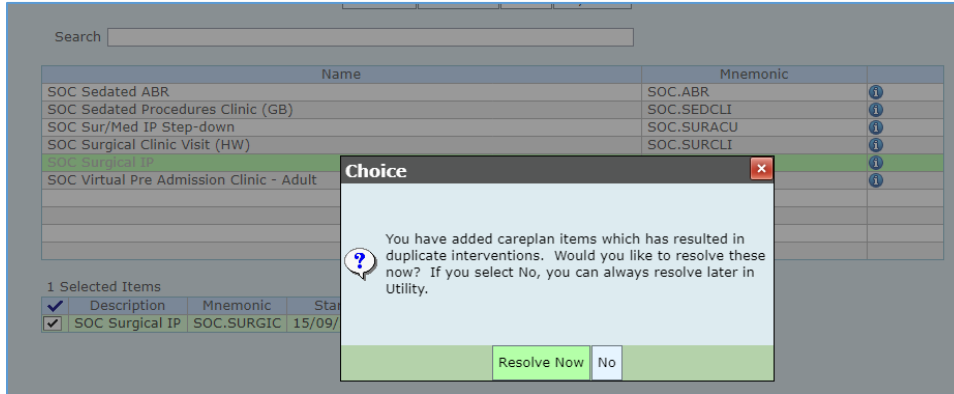 Search
Name Mnemonic
SOC Sedated ABR SOC.ABR
SOC Sedated Procedures Clinic (GB) SOC.SEDCLI
SOC Sur/Med IP Step-down SOC.SURACU
SOC Surgical Clinic Visit (HW) SOC.SURCLI
SOC Surgical IP
SOC Virtual Pre Admission Clinic - Adult
Choice
You have added careplan items which has resulted in
duplicate interventions. Would you like to resolve these
now? If you select No, you can always resolve later in
Utility.
Resolve Now No
1 Selected Items
Description Mnemonic
SOC Surgical IP SOC.SURGIC 15/09/